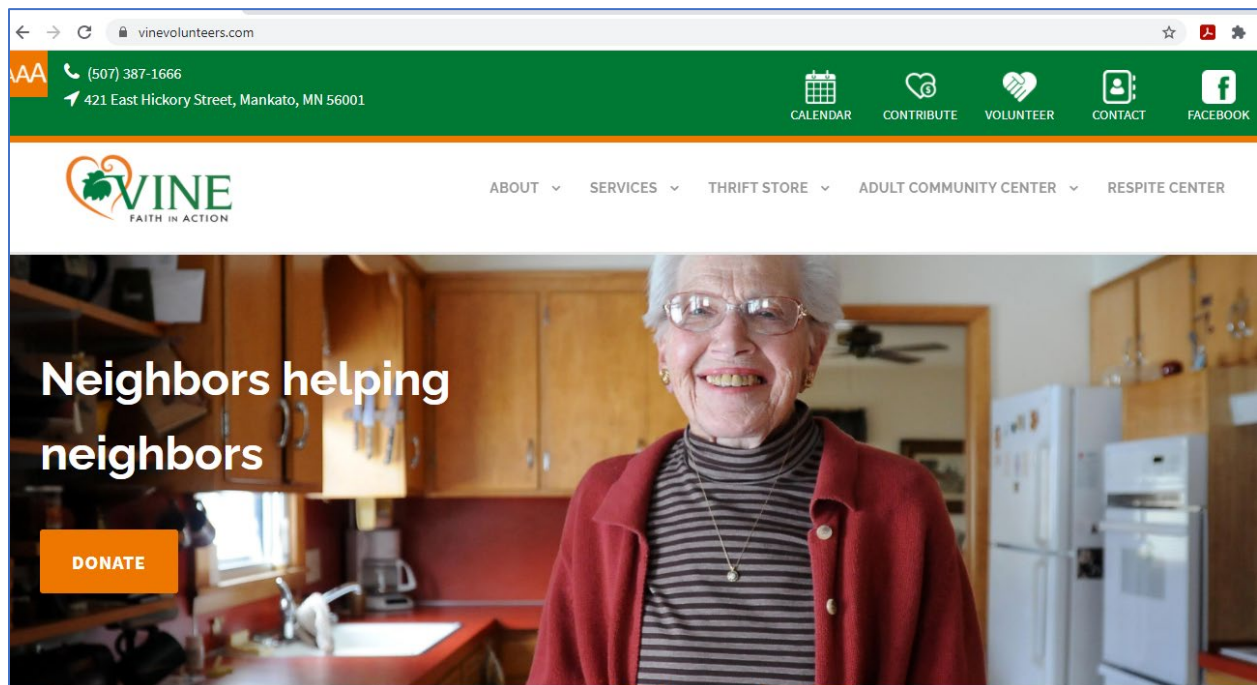 vinevolunteers.com
AAA
(507) 387-1666
421 East Hickory Street, Mankato, MN 56001
CALENDAR
CONTRIBUTE
VOLUNTEER
CONTACT
FACEBOOK
VINE
FAITH IN ACTION
ABOUT
SERVICES
THRIFT STORE
ADULT COMMUNITY CENTER
RESPITE CENTER
Neighbors helping
neighbors
DONATE